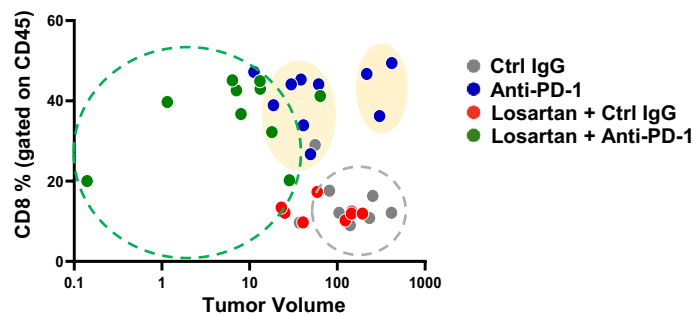 60
40
20
0
CD8 % (gated on CD45)
0.1 1 10 100 1000
Tumor Volume
Ctrl IgG
Anti-PD-1
Losartan + Ctrl IgG
Losartan + Anti-PD-1